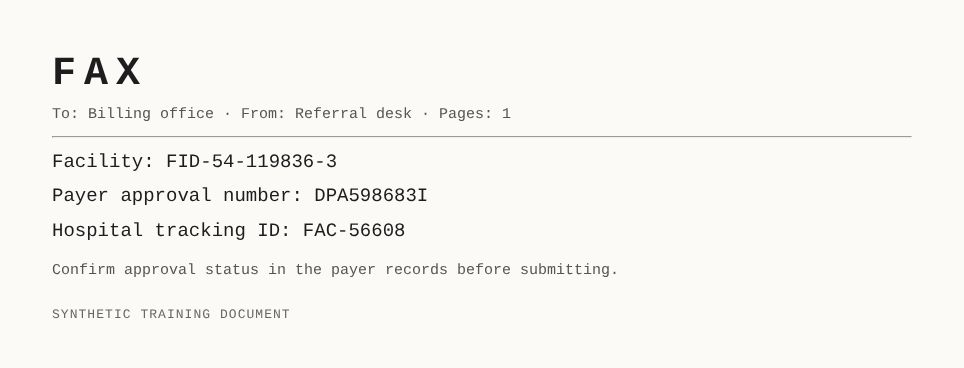 FAX
To: Billing office · From: Referral desk · Pages: 1
Facility: FID-54-119836-3
Payer approval number: DPA598683I
Hospital tracking ID: FAC-56608
Confirm approval status in the payer records before submitting.
SYNTHETIC TRAINING DOCUMENT